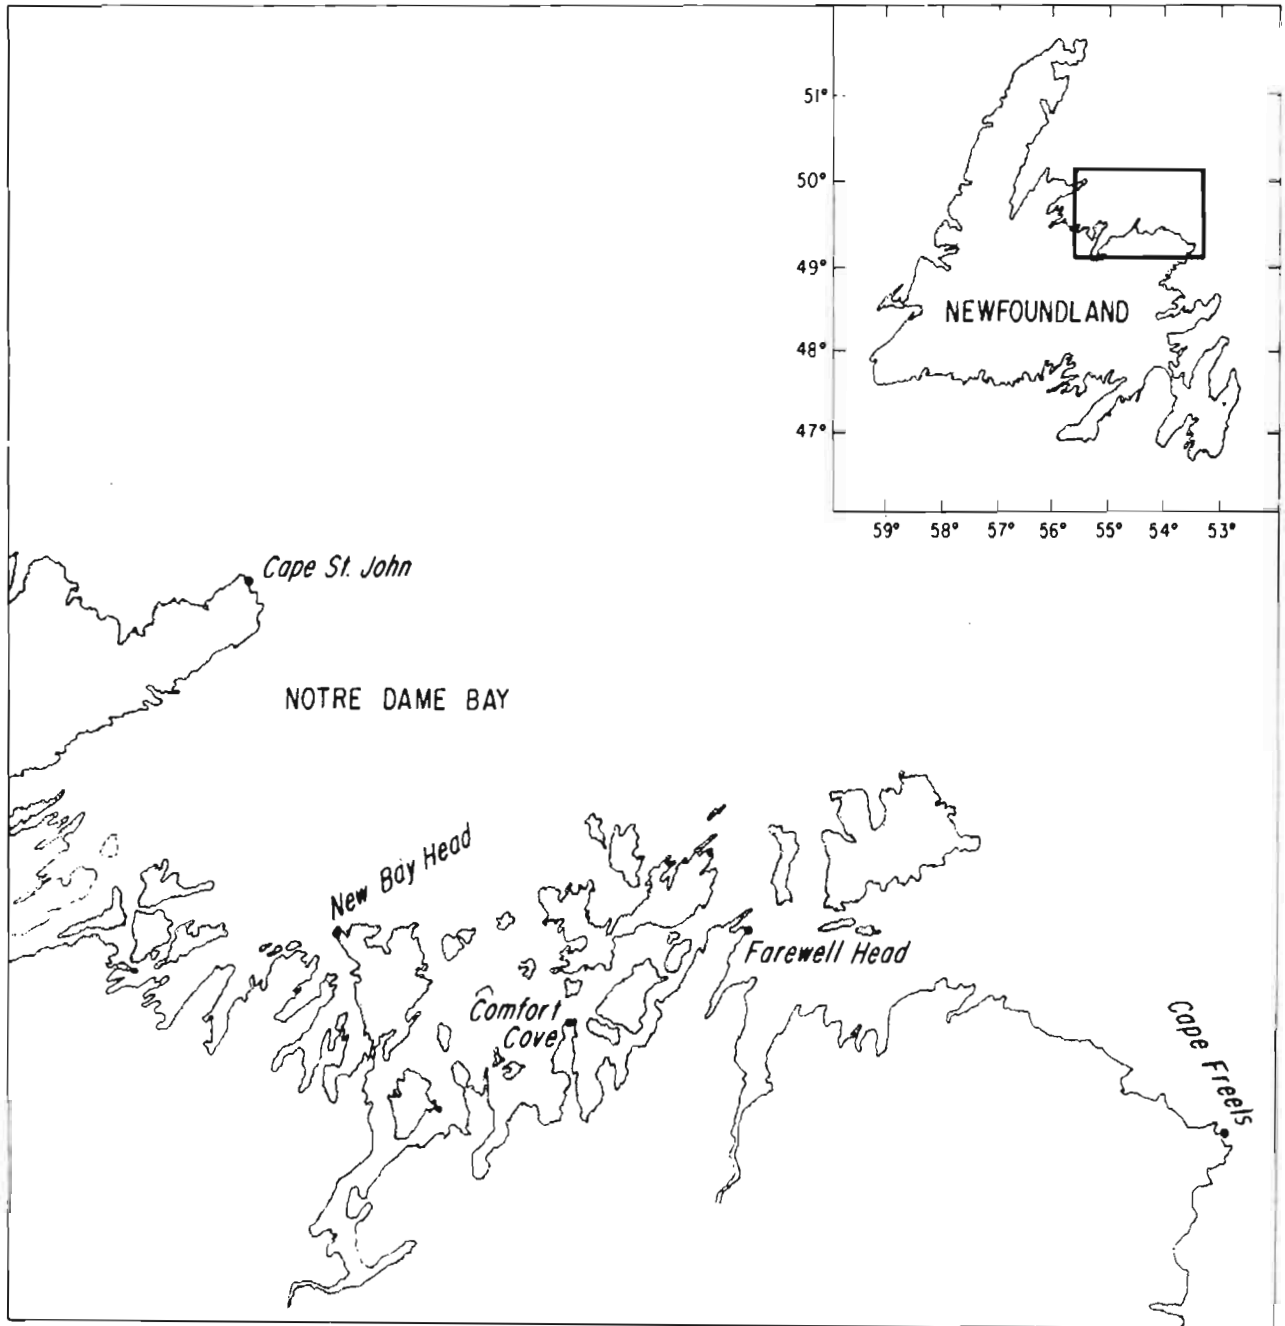 51°
50°
49°
NEWFOUNDLAND
48°
47°
59° 58° 57° 56° 55° 54° 53°
Cape St. John
NOTRE DAME BAY
New Bay Head
Farewell Head
Comfort
Cove
Cape Freels